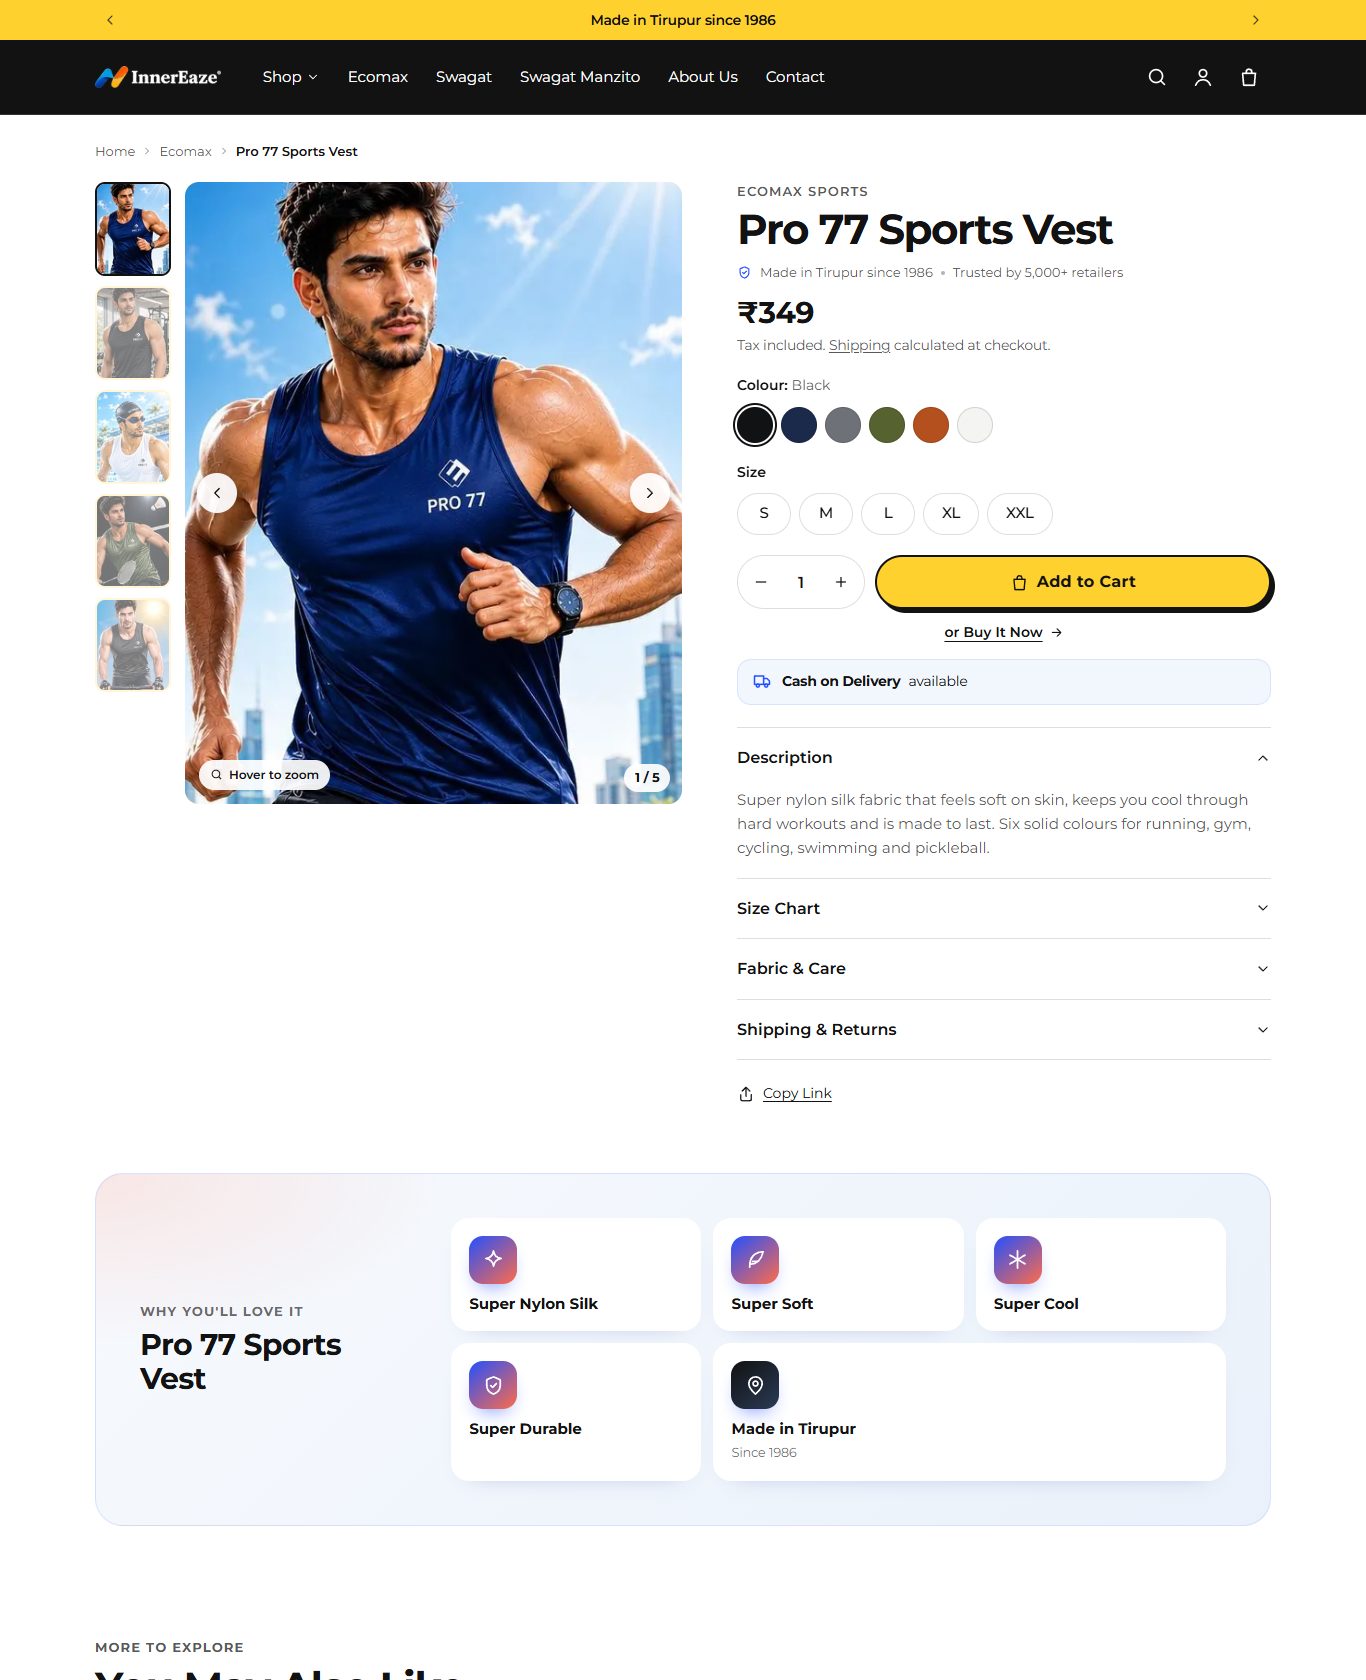 Made in Tirupur since 1986
InnerEaze®
Shop
Ecomax
Swagat
Swagat Manzito
About Us
Contact
Home
Ecomax
Pro 77 Sports Vest
PRO 77
Hover to zoom
1 / 5
ECOMAX SPORTS
Pro 77 Sports Vest
Made in Tirupur since 1986 • Trusted by 5,000+ retailers
₹349
Tax included. Shipping calculated at checkout.
Colour: Black
Size
S
M
L
XL
XXL
1
Add to Cart
or Buy It Now
Cash on Delivery available
Description
Super nylon silk fabric that feels soft on skin, keeps you cool through
hard workouts and is made to last. Six solid colours for running, gym,
cycling, swimming and pickleball.
Size Chart
Fabric & Care
Shipping & Returns
Copy Link
WHY YOU'LL LOVE IT
Pro 77 Sports
Vest
Super Nylon Silk
Super Soft
Super Cool
Super Durable
Made in Tirupur
Since 1986
MORE TO EXPLORE
You May Also Like